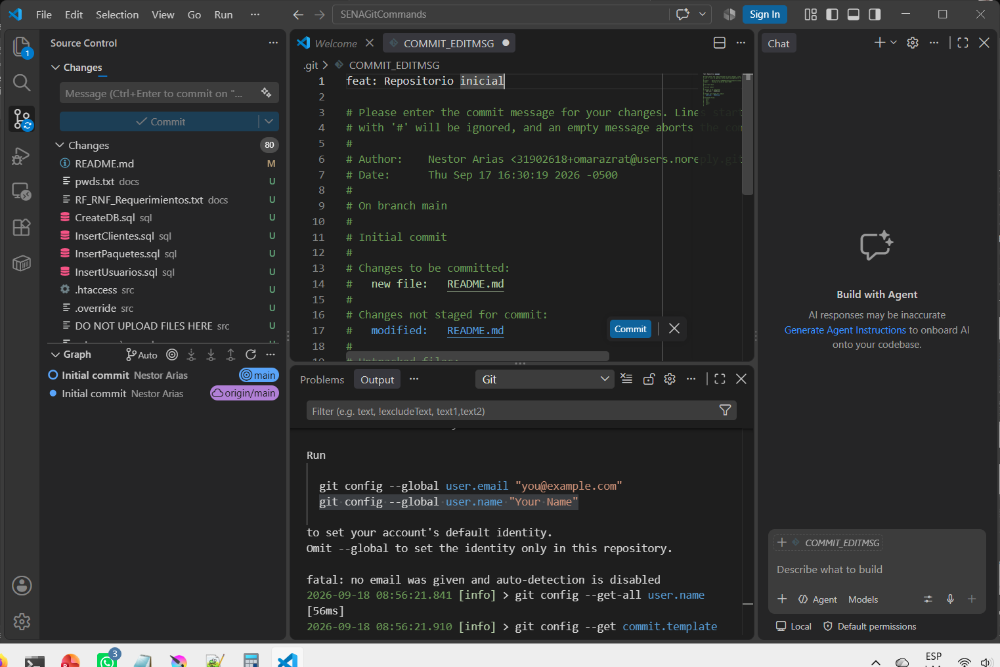 File Edit Selection View Go Run ···
SENAGitCommands
Sign In
1
Source Control
Changes
Message (Ctrl+Enter to commit on "...
Commit
Changes 80
README.md M
pwds.txt docs U
RF_RNF_Requerimientos.txt docs U
CreateDB.sql sql U
InsertClientes.sql sql U
InsertPaquetes.sql sql U
InsertUsuarios.sql sql U
.htaccess src U
.override src U
DO NOT UPLOAD FILES HERE src U
Graph Auto
Initial commit Nestor Arias main
Initial commit Nestor Arias origin/main
Welcome COMMIT_EDITMSG
.git > COMMIT_EDITMSG
1 feat: Repositorio inicial
2
3 # Please enter the commit message for your changes. Lines start
4 # with '#' will be ignored, and an empty message aborts the com
5 #
6 # Author: Nestor Arias <31902618+omarazrat@users.noreply.git
7 # Date: Thu Sep 17 16:30:19 2026 -0500
8 #
9 # On branch main
10 #
11 # Initial commit
12 #
13 # Changes to be committed:
14 # new file: README.md
15 #
16 # Changes not staged for commit:
17 # modified: README.md
18 #
19 # Untracked files:
Commit
Problems Output ··· Git
Filter (e.g. text, !excludeText, text1,text2)
Run
git config --global user.email "you@example.com"
git config --global user.name "Your Name"
to set your account's default identity.
Omit --global to set the identity only in this repository.
fatal: no email was given and auto-detection is disabled
2026-09-18 08:56:21.841 [info] > git config --get-all user.name
[56ms]
2026-09-18 08:56:21.910 [info] > git config --get commit.template
Chat
Build with Agent
AI responses may be inaccurate
Generate Agent Instructions to onboard AI
onto your codebase.
COMMIT_EDITMSG
Describe what to build
Agent Models
Local Default permissions
3
ESP